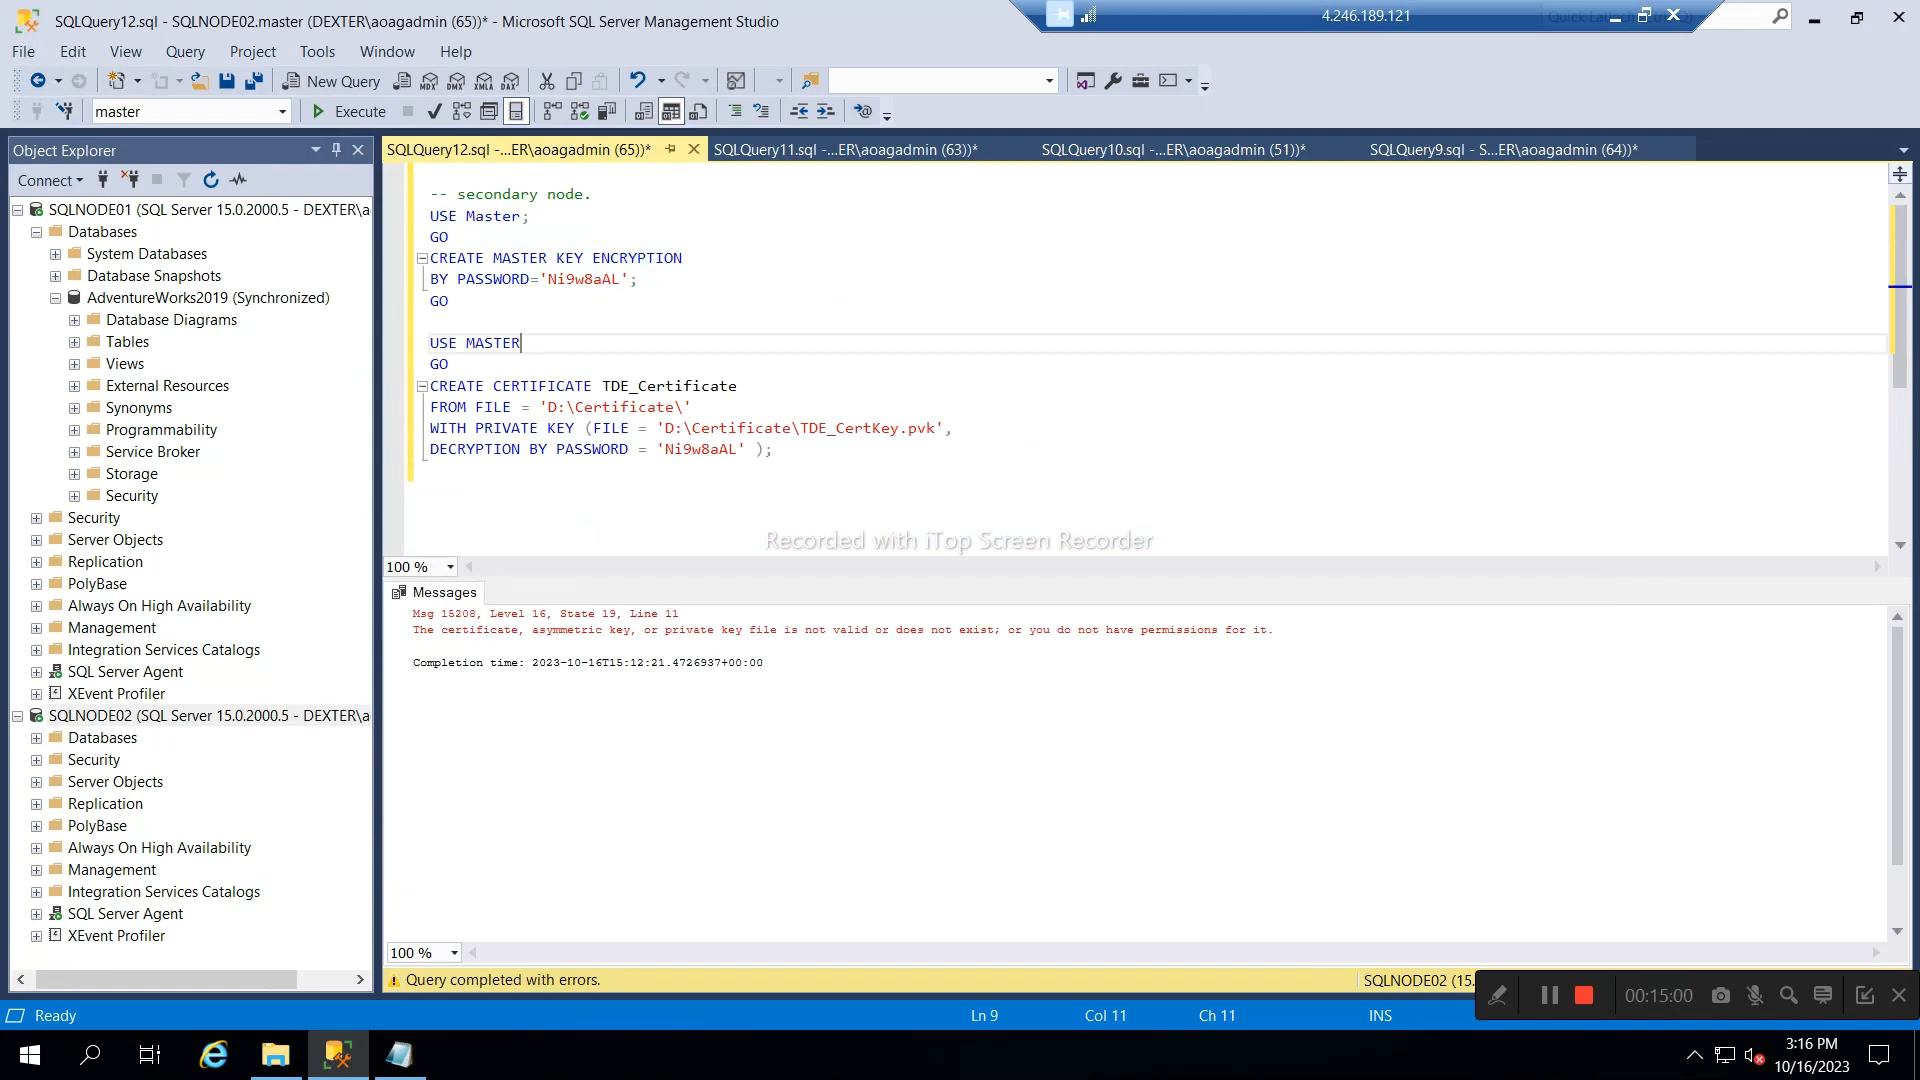 SQLQuery12.sql - SQLNODE02.master (DEXTER\aoagadmin (65))* - Microsoft SQL Server Management Studio
4.246.189.121
File Edit View Query Project Tools Window Help
New Query
master
Execute
Object Explorer
Connect
SQLNODE01 (SQL Server 15.0.2000.5 - DEXTER\a
Databases
System Databases
Database Snapshots
AdventureWorks2019 (Synchronized)
Database Diagrams
Tables
Views
External Resources
Synonyms
Programmability
Service Broker
Storage
Security
Security
Server Objects
Replication
PolyBase
Always On High Availability
Management
Integration Services Catalogs
SQL Server Agent
XEvent Profiler
SQLNODE02 (SQL Server 15.0.2000.5 - DEXTER\a
Databases
Security
Server Objects
Replication
PolyBase
Always On High Availability
Management
Integration Services Catalogs
SQL Server Agent
XEvent Profiler
SQLQuery12.sql -...ER\aoagadmin (65))* SQLQuery11.sql -...ER\aoagadmin (63))* SQLQuery10.sql -...ER\aoagadmin (51))* SQLQuery9.sql - S...ER\aoagadmin (64))*
-- secondary node.
USE Master;
GO
CREATE MASTER KEY ENCRYPTION
BY PASSWORD='Ni9w8aAL';
GO
USE MASTER
GO
CREATE CERTIFICATE TDE_Certificate
FROM FILE = 'D:\Certificate\'
WITH PRIVATE KEY (FILE = 'D:\Certificate\TDE_CertKey.pvk',
DECRYPTION BY PASSWORD = 'Ni9w8aAL' );
Recorded with iTop Screen Recorder
100 %
Messages
Msg 15208, Level 16, State 19, Line 11
The certificate, asymmetric key, or private key file is not valid or does not exist; or you do not have permissions for it.
Completion time: 2023-10-16T15:12:21.4726937+00:00
100 %
Query completed with errors.
SQLNODE02 (15.
00:15:00
Ready
Ln 9 Col 11 Ch 11 INS
3:16 PM
10/16/2023